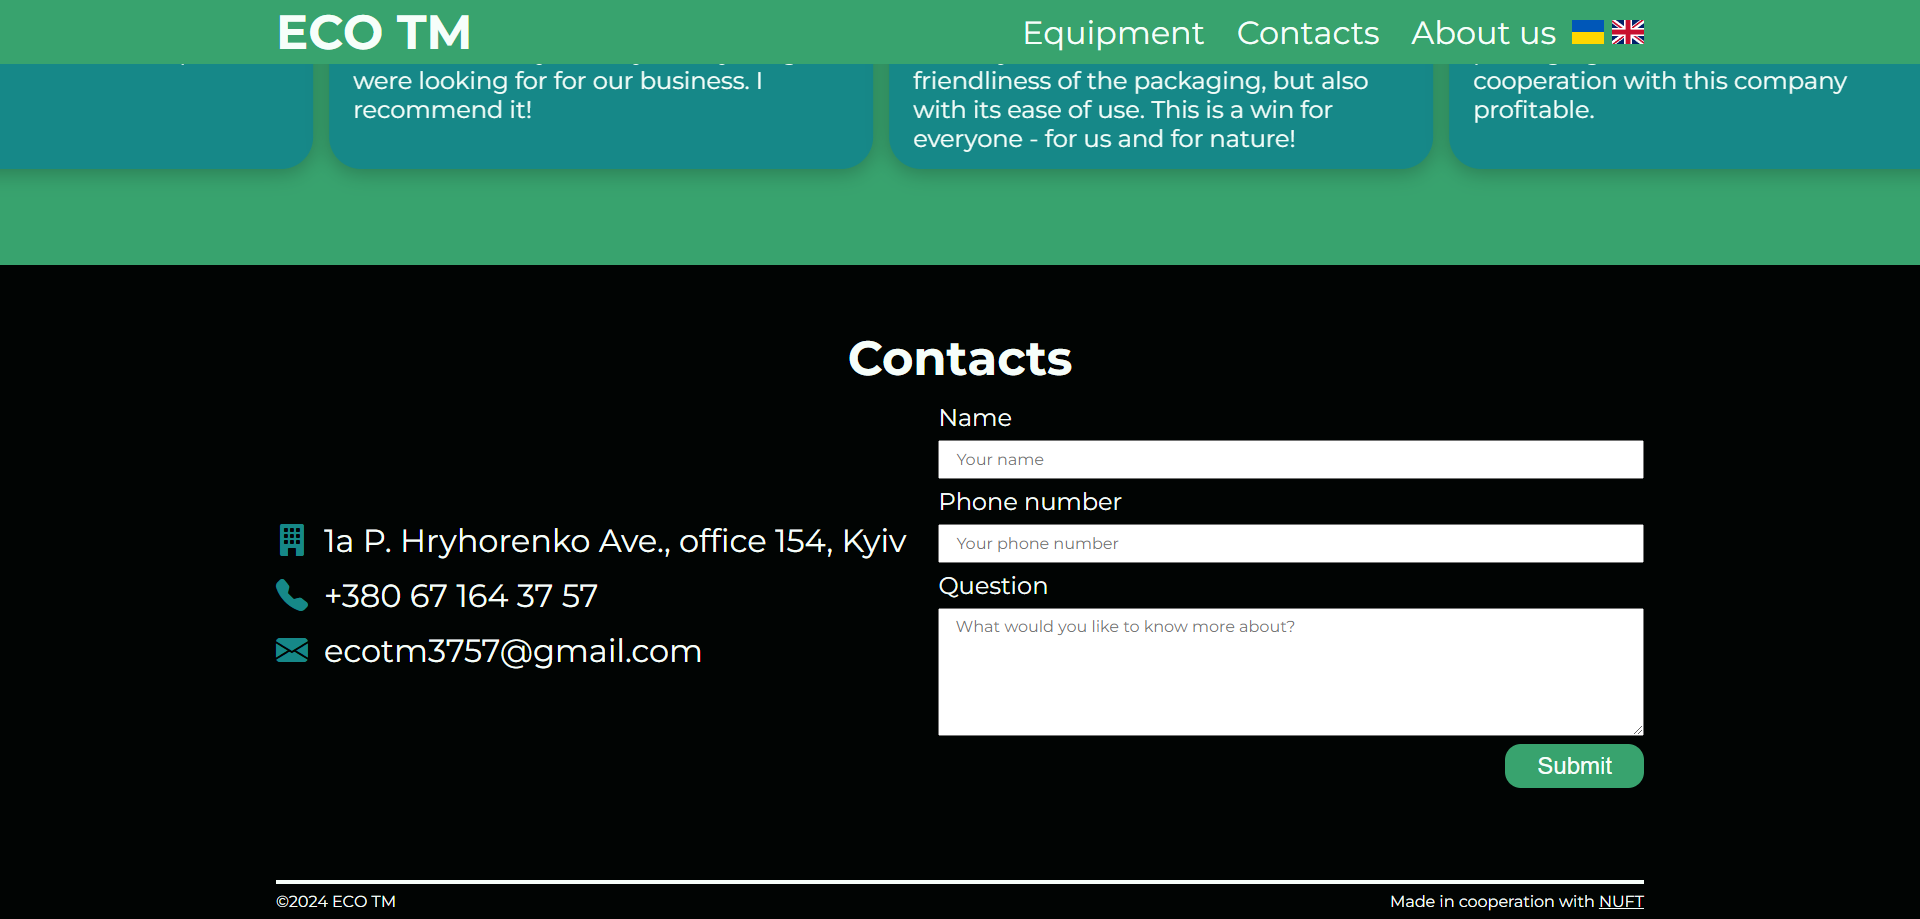 ECO TM
Equipment
Contacts
About us
were looking for for our business. I
recommend it!
friendliness of the packaging, but also
with its ease of use. This is a win for
everyone - for us and for nature!
cooperation with this company
profitable.
Contacts
1a P. Hryhorenko Ave., office 154, Kyiv
+380 67 164 37 57
ecotm3757@gmail.com
Name
Your name
Phone number
Your phone number
Question
What would you like to know more about?
Submit
©2024 ECO TM
Made in cooperation with NUFT